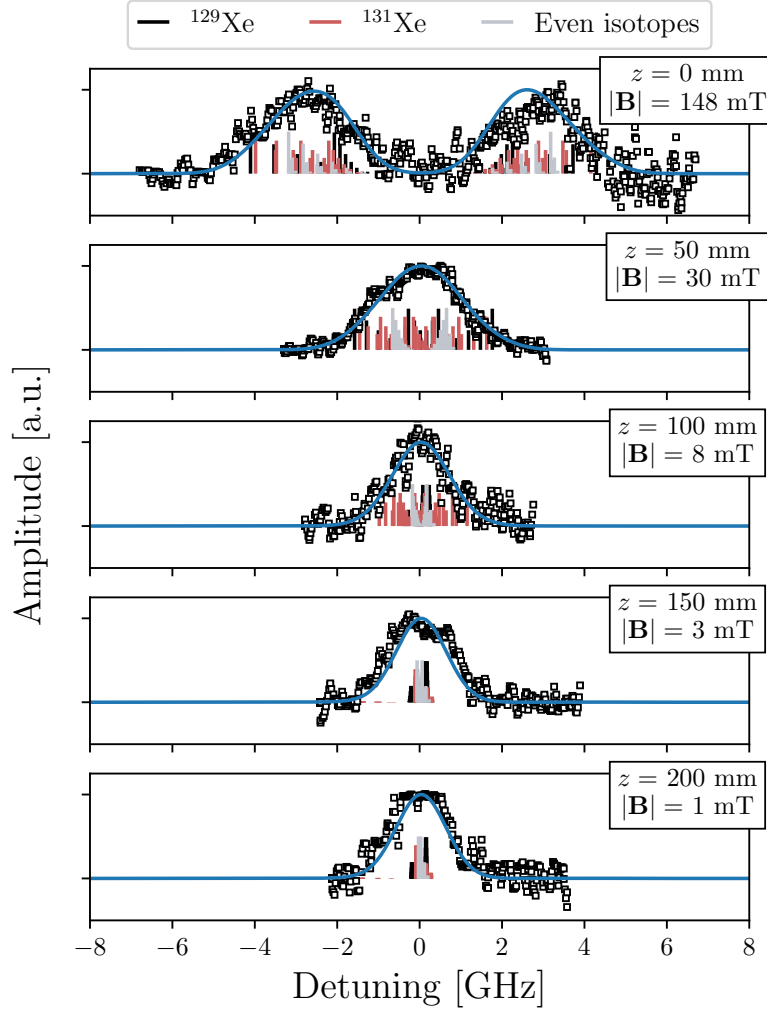 ¹²⁹Xe ¹³¹Xe Even isotopes
z = 0 mm
|B| = 148 mT
z = 50 mm
|B| = 30 mT
z = 100 mm
|B| = 8 mT
z = 150 mm
|B| = 3 mT
z = 200 mm
|B| = 1 mT
Amplitude [a.u.]
−8 −6 −4 −2 0 2 4 6 8
Detuning [GHz]